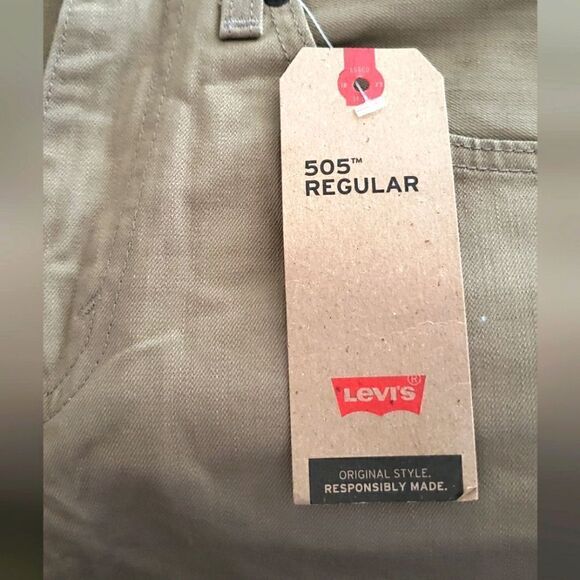 505™
REGULAR
LEVI'S®
ORIGINAL STYLE.
RESPONSIBLY MADE.